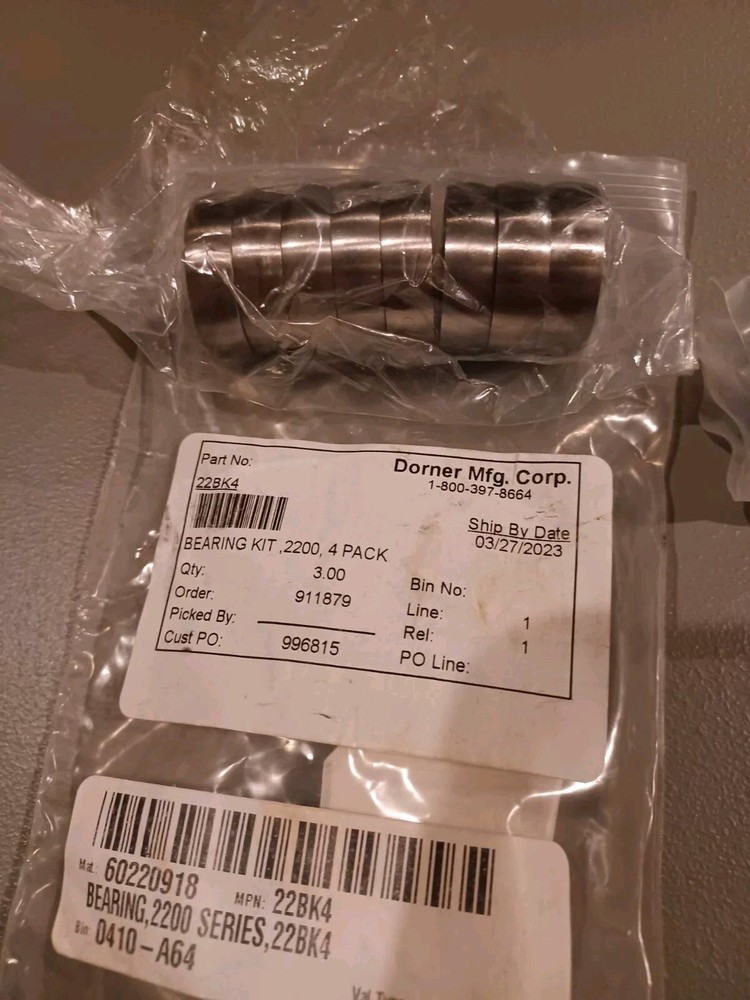 Part No:
Dorner Mfg. Corp.
1-800-397-8664
22BK4
Ship By Date
03/27/2023
BEARING KIT ,2200, 4 PACK
Qty: 3.00
Bin No:
Order: 911879
Line: 1
Picked By:
Rel: 1
Cust PO: 996815
PO Line:
Mat.: 60220918 MPN: 22BK4
BEARING,2200 SERIES,22BK4
Bin: 0410-A64
Val